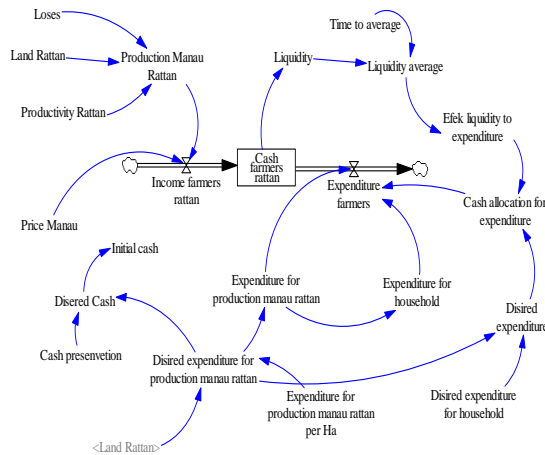 Loses
Time to average
Land Rattan
Production Manau
Rattan
Liquidity
Liquidity average
Productivity Rattan
Efek liquidity to
expenditure
Cash
farmers
rattan
Income farmers
rattan
Expenditure
farmers
Cash allocation for
expenditure
Price Manau
Initial cash
Expenditure for
production manau rattan
Expenditure for
household
Disered Cash
Disired
expenditure
Cash presenvetion
Disired expenditure for
production manau rattan
Expenditure for
production manau rattan
per Ha
Disired expenditure
for household
<Land Rattan>